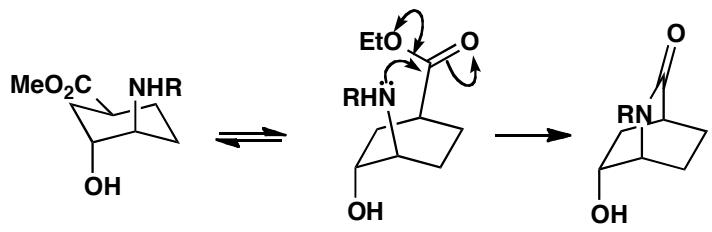 MeO2C NHR
OH
EtO O
RHN:
OH
O
RN
OH